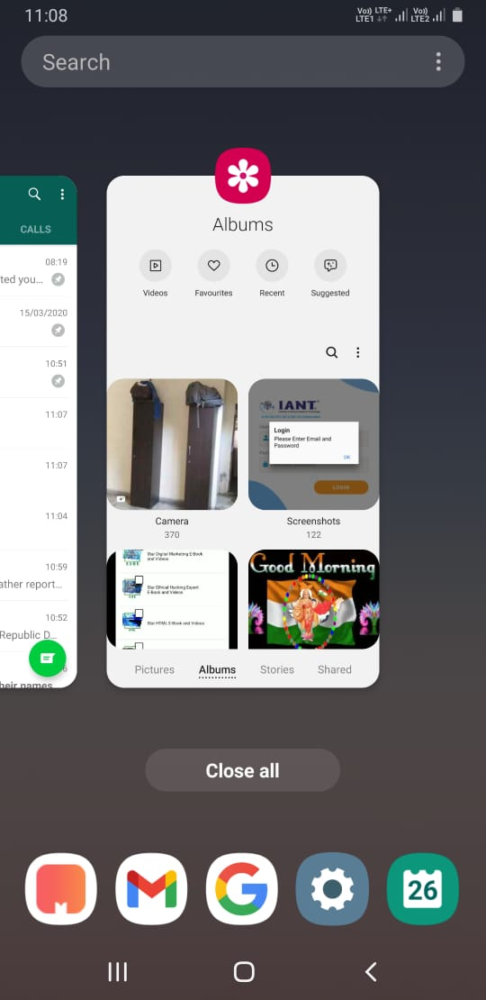 11:08
Vo)) LTE+ Vo))
LTE1 LTE2
Search
CALLS
08:19
ted you...
15/03/2020
10:51
11:07
11:07
11:04
10:59
ather report...
10:52
Republic D...
6
heir names
Albums
Videos Favourites Recent Suggested
IANT
Login
Please Enter Email and
Password
OK
LOGIN
Camera Screenshots
370 122
Star Digital Marketing E-Book
and Videos
Star Ethical Hacking Expert
E-Book and Videos
Star HTML E-Book and Videos
Good Morning
Pictures Albums Stories Shared
Close all
26